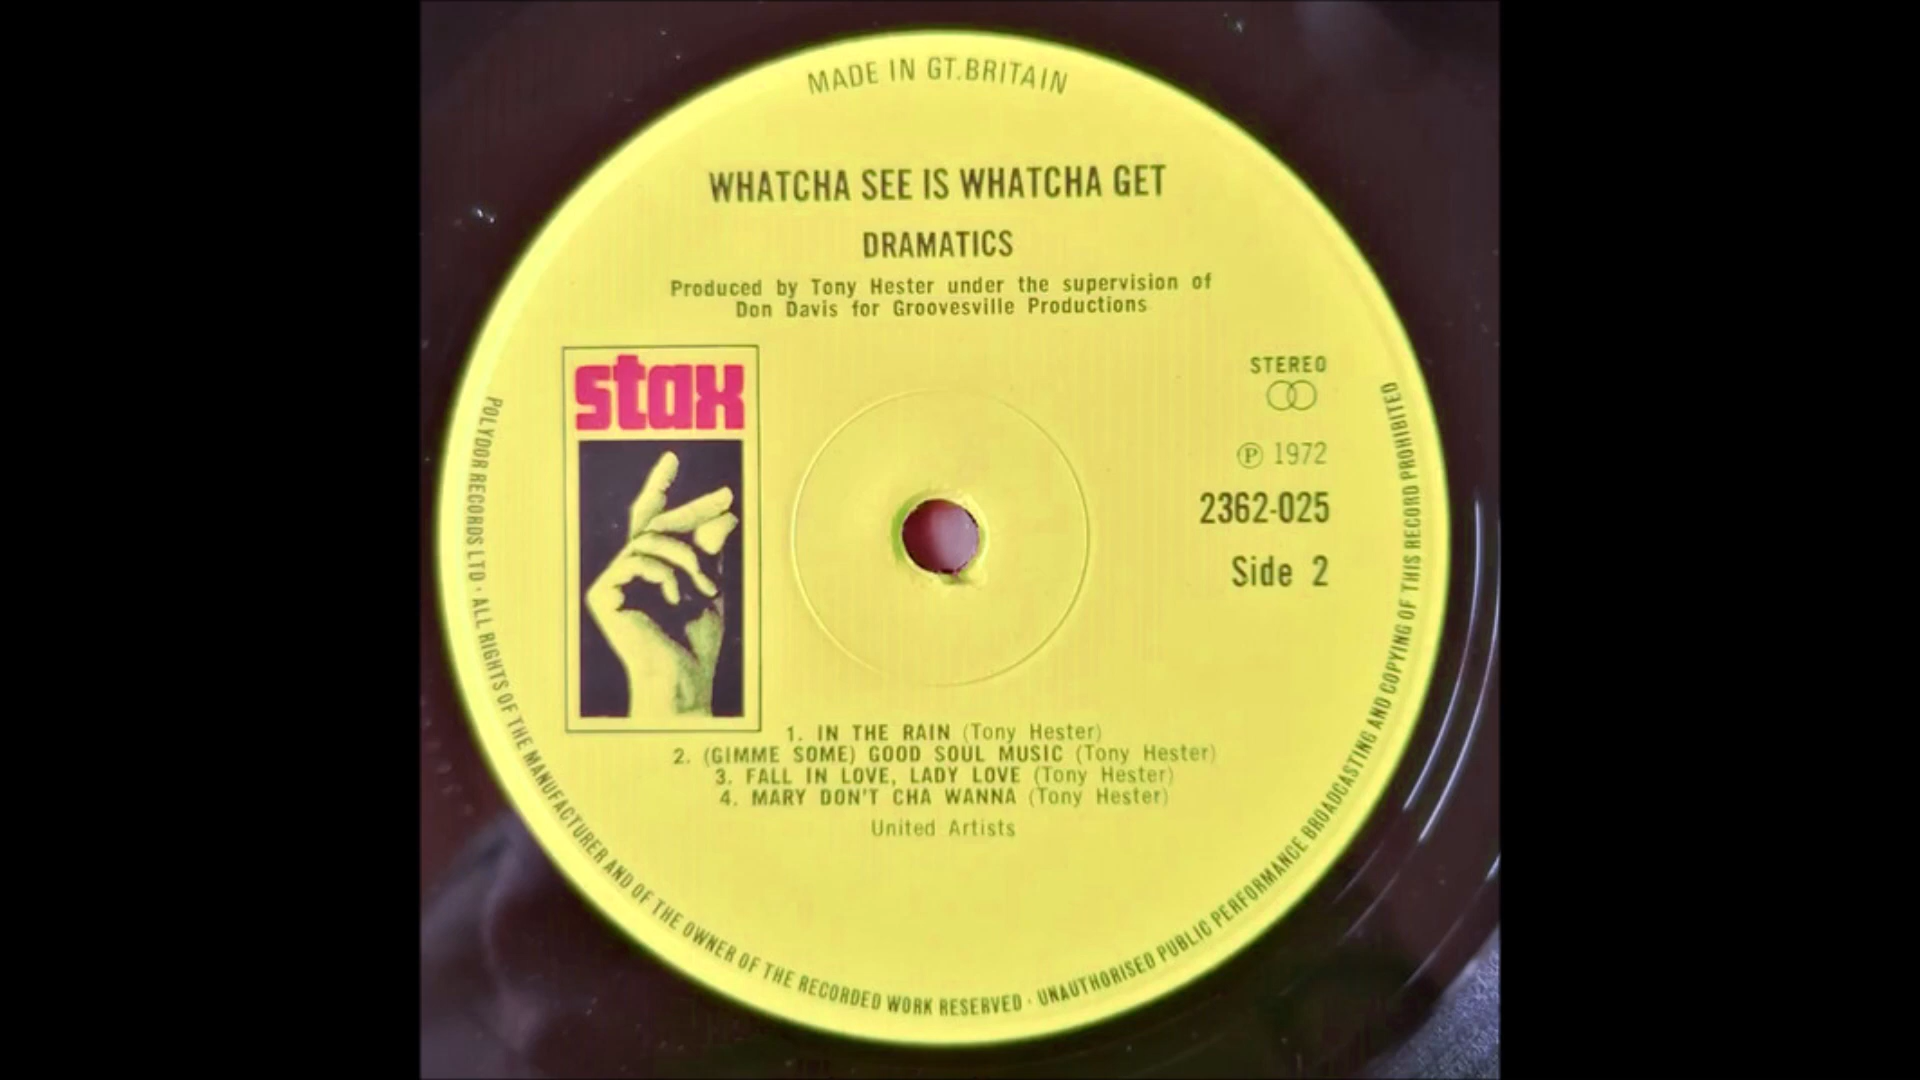 MADE IN GT.BRITAIN
WHATCHA SEE IS WHATCHA GET
DRAMATICS
Produced by Tony Hester under the supervision of
Don Davis for Groovesville Productions
stax
STEREO
Ⓟ 1972
2362-025
Side 2
1. IN THE RAIN (Tony Hester)
2. (GIMME SOME) GOOD SOUL MUSIC (Tony Hester)
3. FALL IN LOVE, LADY LOVE (Tony Hester)
4. MARY DON'T CHA WANNA (Tony Hester)
United Artists
POLYDOR RECORDS LTD · ALL RIGHTS OF THE MANUFACTURER AND OF THE OWNER OF THE RECORDED WORK RESERVED · UNAUTHORISED PUBLIC PERFORMANCE BROADCASTING AND COPYING OF THIS RECORD PROHIBITED